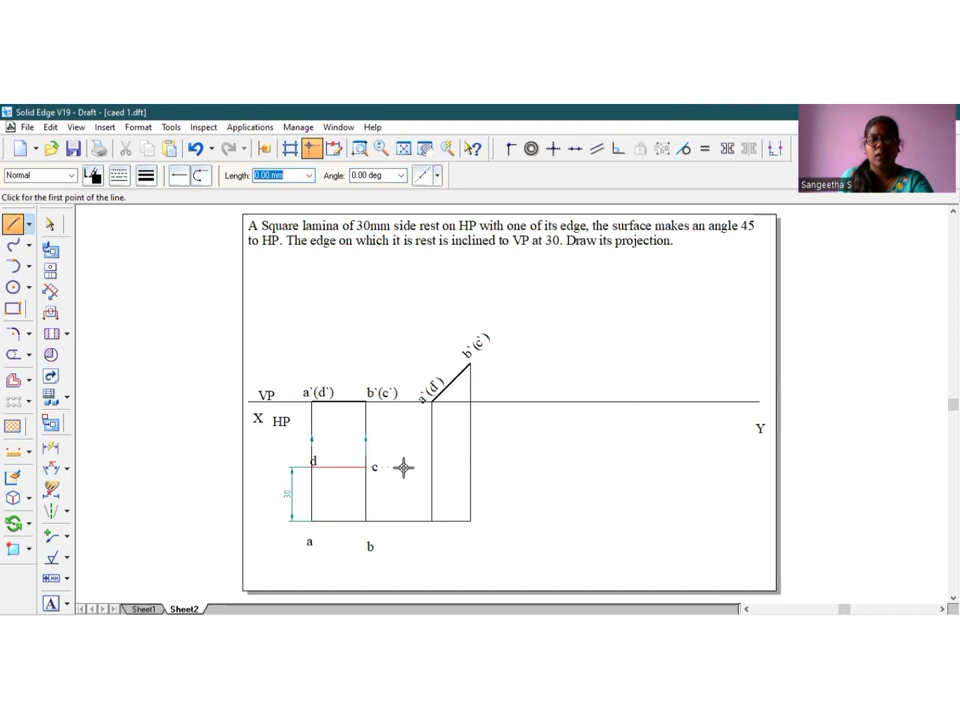 Solid Edge V19 - Draft - [caed 1.dft]
File Edit View Insert Format Tools Inspect Applications Manage Window Help
Normal Length: 0.00 mm Angle: 0.00 deg
Click for the first point of the line.
Sangeetha S
A Square lamina of 30mm side rest on HP with one of its edge, the surface makes an angle 45
to HP. The edge on which it is rest is inclined to VP at 30. Draw its projection.
b`(c`)
a`(d`)
VP a`(d`) b`(c`)
X HP
Y
d
c
30
a
b
A
Sheet1 Sheet2